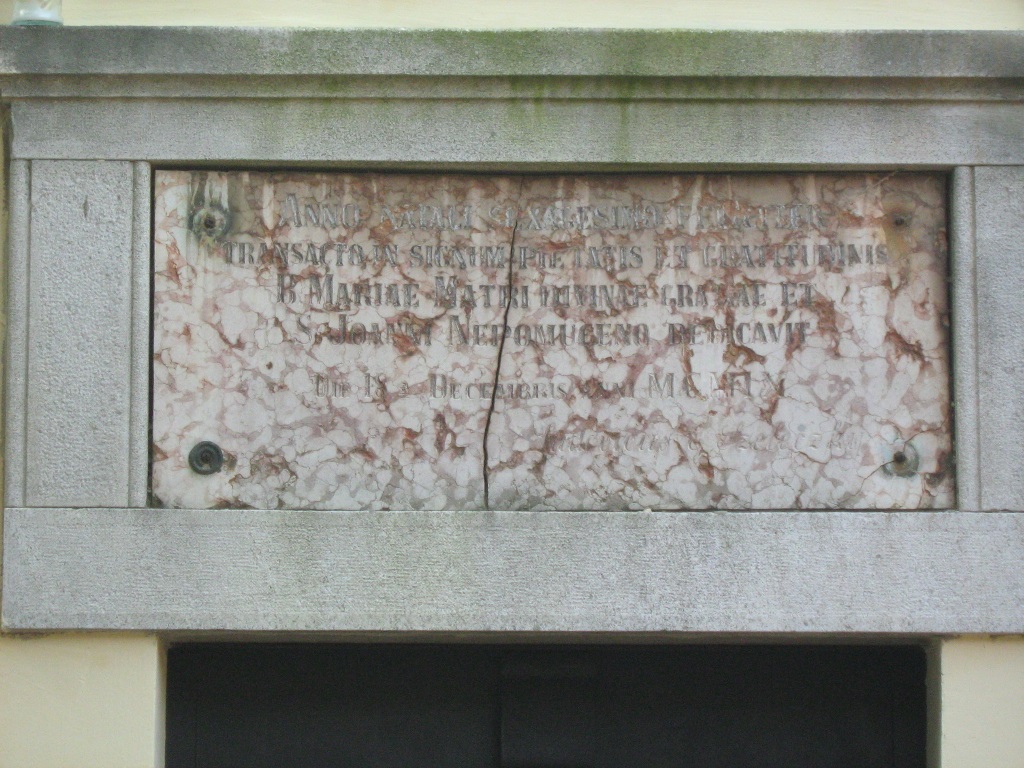 ANNO NATALI SEXAGESIMO FELICITER
TRANSACTO IN SIGNUM PIETATIS ET GRATITUDINIS
B. MARIAE MATRI DIVINAE GRATIAE ET
S. JOANNI NEPOMUCENO DEDICAVIT
DIE 18 DECEMBRIS